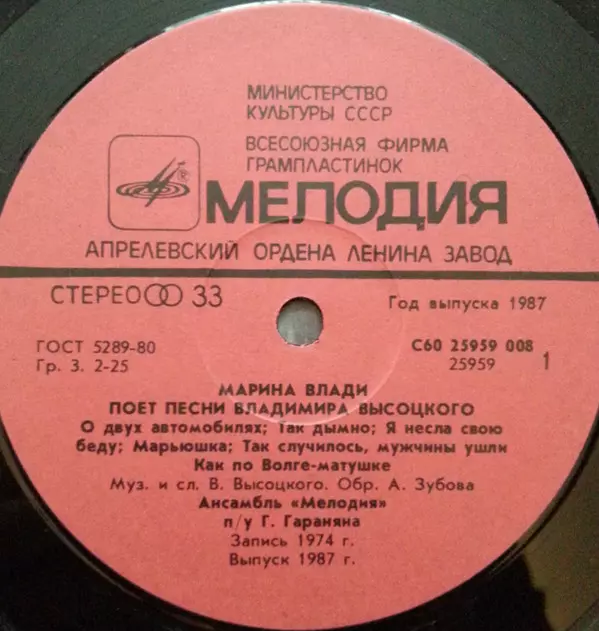 МИНИСТЕРСТВО
КУЛЬТУРЫ СССР
ВСЕСОЮЗНАЯ ФИРМА
ГРАМПЛАСТИНОК
МЕЛОДИЯ
АПРЕЛЕВСКИЙ ОРДЕНА ЛЕНИНА ЗАВОД
СТЕРЕО 33
Год выпуска 1987
ГОСТ 5289-80
С60 25959 008
Гр. 3. 2-25
25959 1
МАРИНА ВЛАДИ
ПОЕТ ПЕСНИ ВЛАДИМИРА ВЫСОЦКОГО
О двух автомобилях; Так дымно; Я несла свою
беду; Марьюшка; Так случилось, мужчины ушли
Как по Волге-матушке
Муз. и сл. В. Высоцкого. Обр. А. Зубова
Ансамбль «Мелодия»
п/у Г. Гараняна
Запись 1974 г.
Выпуск 1987 г.